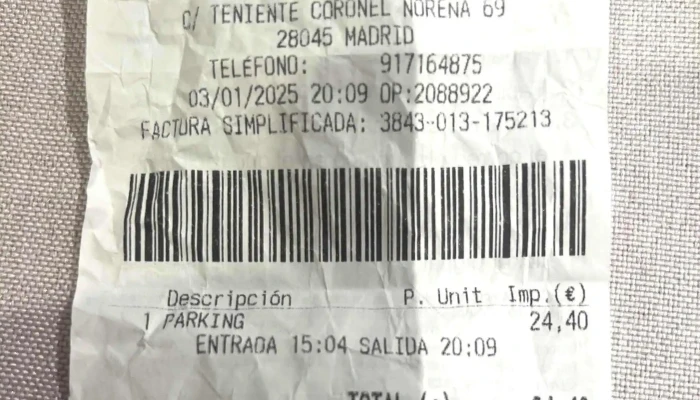 C/ TENIENTE CORONEL NOREÑA 69
28045 MADRID
TELÉFONO: 917164875
03/01/2025 20:09 OP:2088922
FACTURA SIMPLIFICADA: 3843-013-175213
Descripción P. Unit Imp.(€)
1 PARKING 24,40
ENTRADA 15:04 SALIDA 20:09
TOTAL